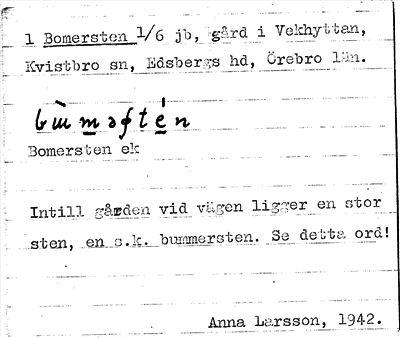 1 Bomersten 1/6 jb, gård i Vekhyttan,
Kvistbro sn, Edsbergs hd, Örebro län.
Bomersten ek
Intill gården vid vägen ligger en stor
sten, en s.k. bummersten. Se detta ord!
Anna Larsson, 1942.